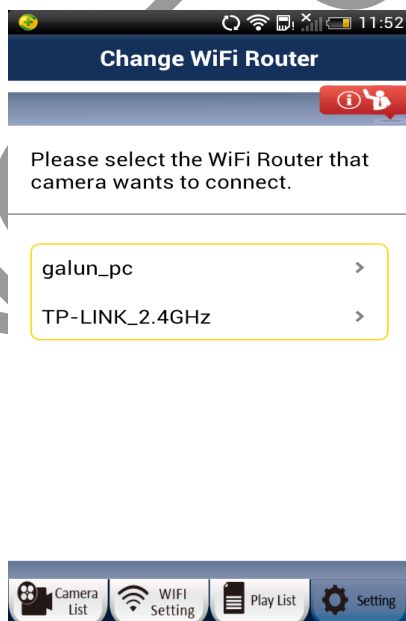 11:52
Change WiFi Router
Please select the WiFi Router that
camera wants to connect.
galun_pc
TP-LINK_2.4GHz
Camera
List
WIFI
Setting
Play List
Setting